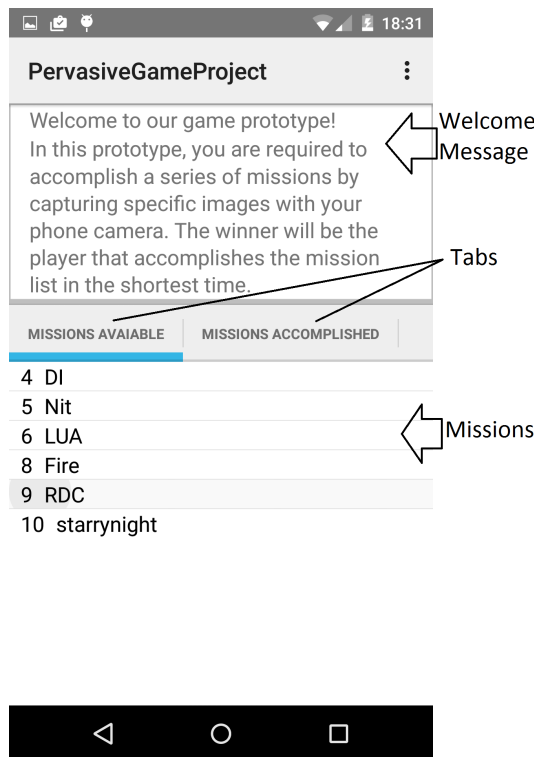 18:31
PervasiveGameProject
Welcome to our game prototype!
In this prototype, you are required to
accomplish a series of missions by
capturing specific images with your
phone camera. The winner will be the
player that accomplishes the mission
list in the shortest time.
Welcome
Message
Tabs
MISSIONS AVAIABLE MISSIONS ACCOMPLISHED
4 DI
5 Nit
6 LUA
8 Fire
9 RDC
10 starrynight
Missions